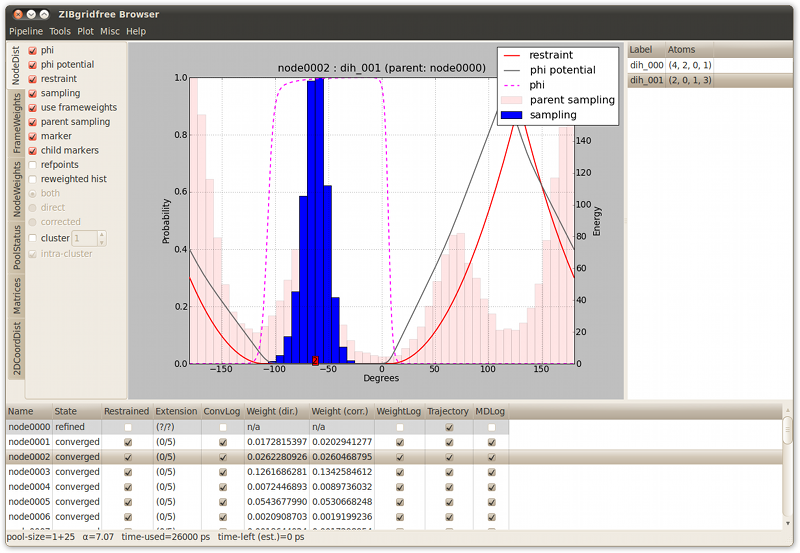 ZIBgridfree Browser
Pipeline Tools Plot Misc Help
NodeDist
FrameWeights
NodeWeights
PoolStatus
Matrices
2DCoordDist
phi
phi potential
restraint
sampling
use frameweights
parent sampling
marker
child markers
refpoints
reweighted hist
both
direct
corrected
cluster 1
intra-cluster
node0002 : dih_001 (parent: node0000)
restraint
phi potential
phi
parent sampling
sampling
Probability
1.0
0.8
0.6
0.4
0.2
0.0
−150 −100 −50 0 50 100 150
Degrees
140
120
100
80
60
40
20
0
Energy
Label Atoms
dih_000 (4, 2, 0, 1)
dih_001 (2, 0, 1, 3)
Name State Restrained Extension ConvLog Weight (dir.) Weight (corr.) WeightLog Trajectory MDLog
node0000 refined (?/?) n/a n/a
node0001 converged (0/5) 0.0172815397 0.0202941277
node0002 converged (0/5) 0.0262280926 0.0260468795
node0003 converged (0/5) 0.1261686281 0.1342584612
node0004 converged (0/5) 0.0072446893 0.0089736032
node0005 converged (0/5) 0.0543677990 0.0530668248
node0006 converged (0/5) 0.0020908703 0.0019199236
pool-size=1+25 α=7.07 time-used=26000 ps time-left (est.)=0 ps